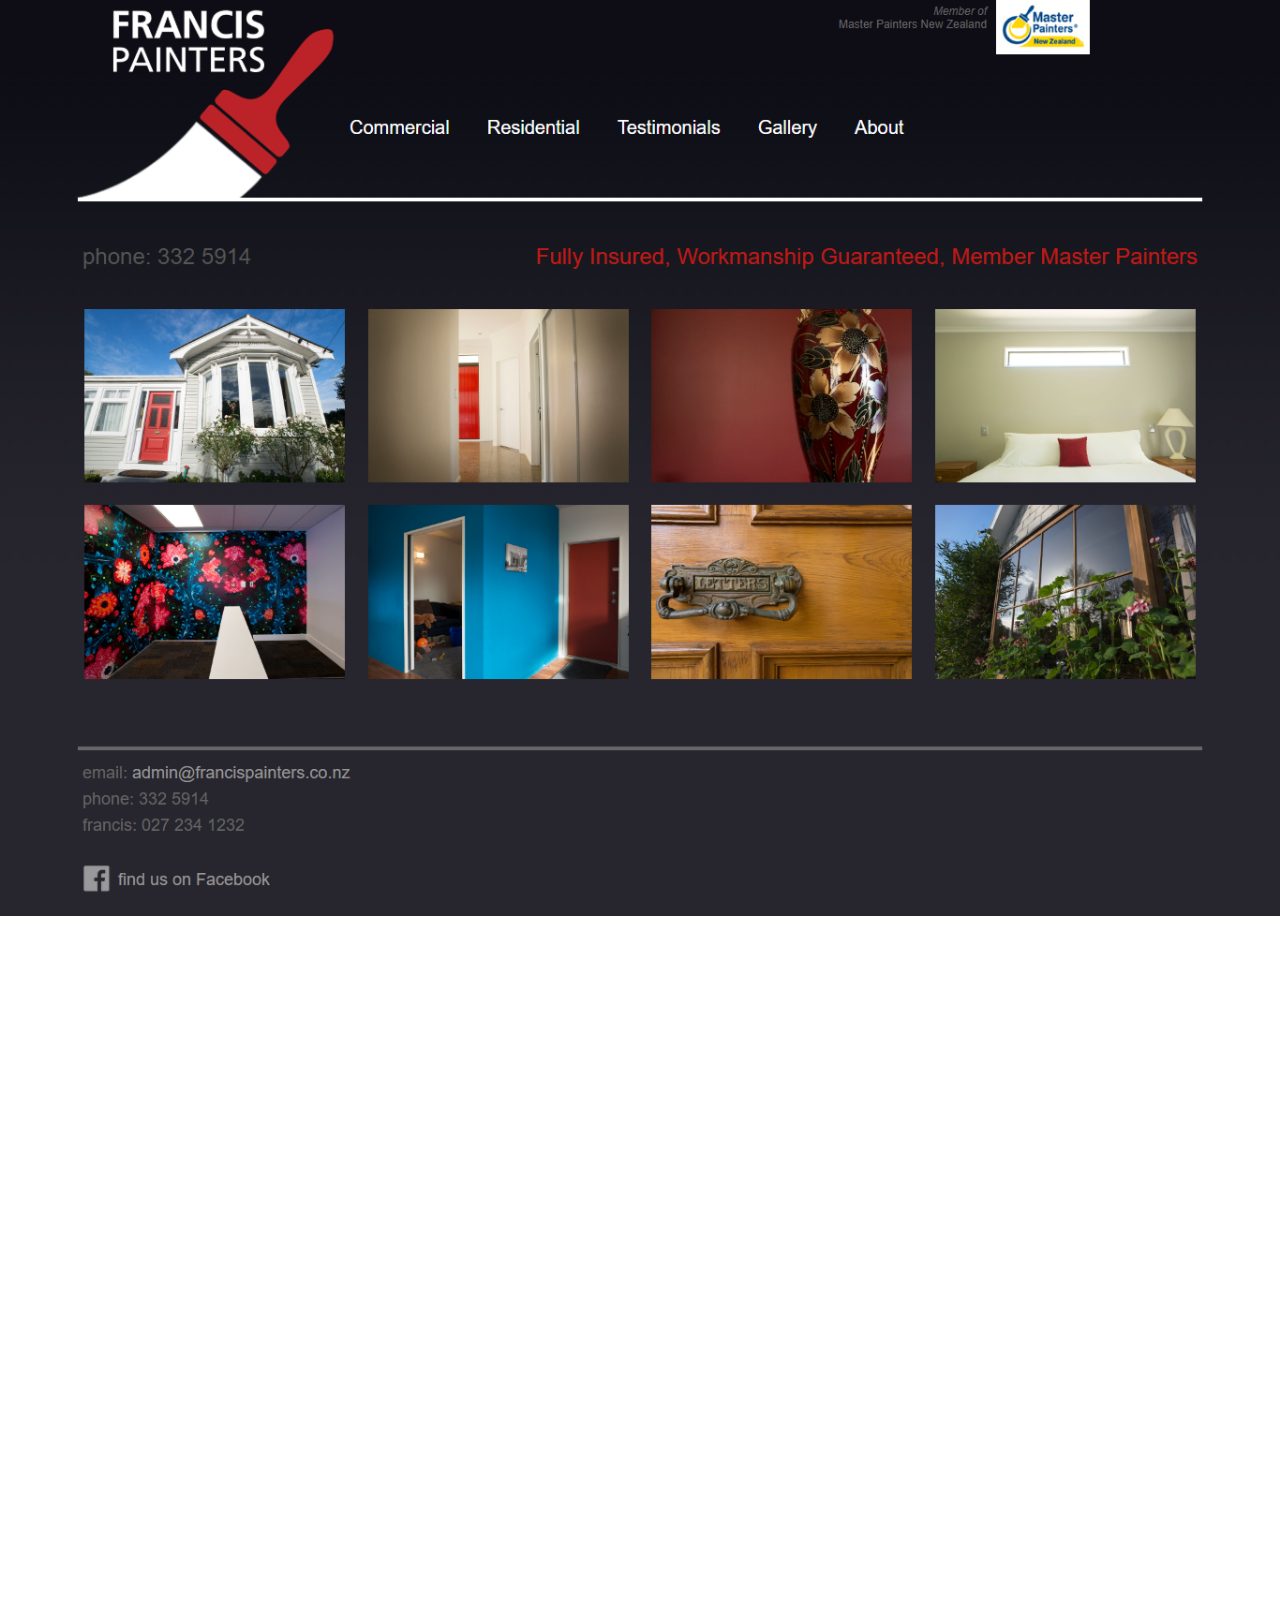 FRANCIS
PAINTERS
Member of
Master Painters New Zealand
Master
Painters®
New Zealand
Commercial Residential Testimonials Gallery About
phone: 332 5914
Fully Insured, Workmanship Guaranteed, Member Master Painters
LETTERS
email: admin@francispainters.co.nz
phone: 332 5914
francis: 027 234 1232
find us on Facebook